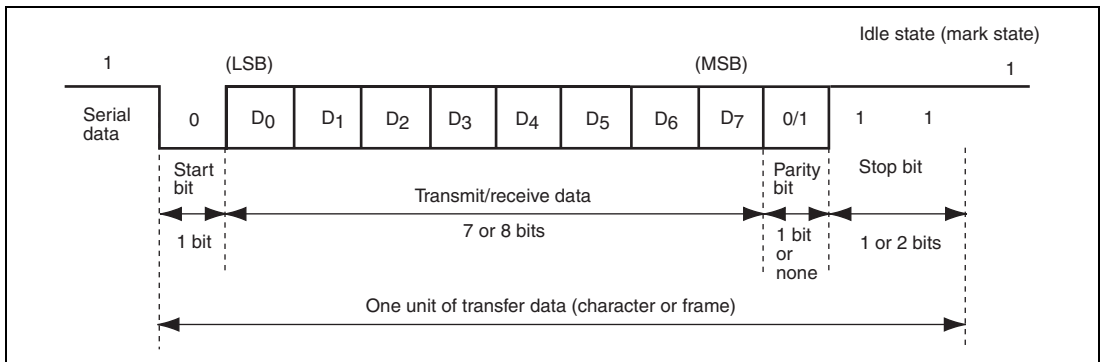 Idle state (mark state)
1 (LSB) (MSB) 1
Serial
data
0 D0 D1 D2 D3 D4 D5 D6 D7 0/1 1 1
Start
bit
Transmit/receive data
Parity
bit
Stop bit
1 bit
7 or 8 bits
1 bit
or
none
1 or 2 bits
One unit of transfer data (character or frame)